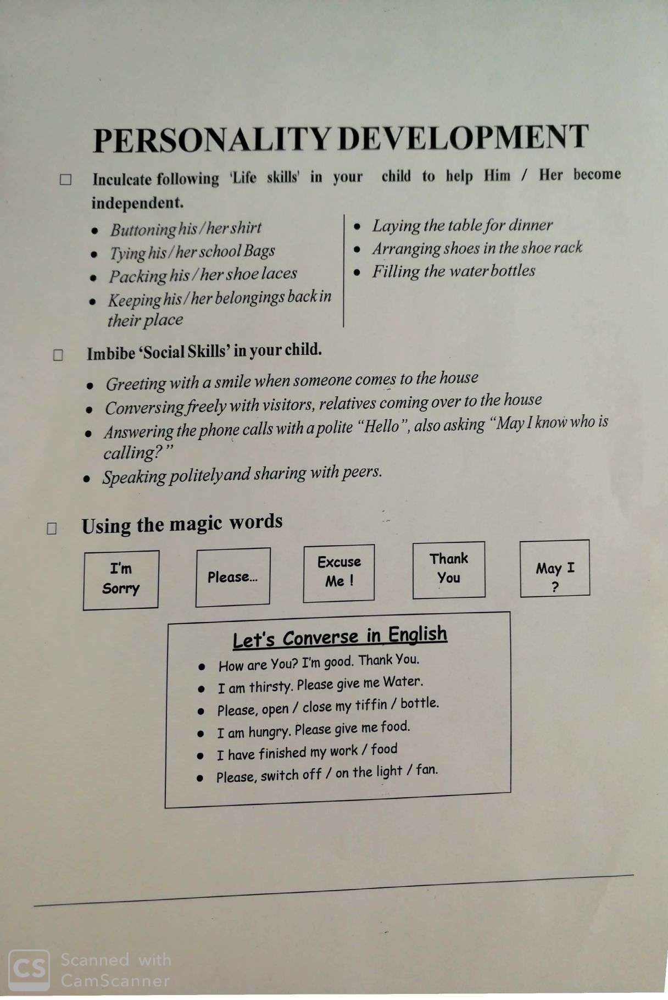 PERSONALITY DEVELOPMENT
Inculcate following 'Life skills' in your child to help Him / Her become
independent.
• Buttoning his / her shirt
• Tying his / her school Bags
• Packing his / her shoe laces
• Keeping his / her belongings back in
their place
• Laying the table for dinner
• Arranging shoes in the shoe rack
• Filling the water bottles
Imbibe ‘Social Skills’ in your child.
• Greeting with a smile when someone comes to the house
• Conversing freely with visitors, relatives coming over to the house
• Answering the phone calls with a polite “Hello”, also asking “May I know who is
calling?”
• Speaking politely and sharing with peers.
Using the magic words
I'm
Sorry
Please...
Excuse
Me !
Thank
You
May I
?
Let's Converse in English
• How are You? I'm good. Thank You.
• I am thirsty. Please give me Water.
• Please, open / close my tiffin / bottle.
• I am hungry. Please give me food.
• I have finished my work / food
• Please, switch off / on the light / fan.
CS
Scanned with
CamScanner